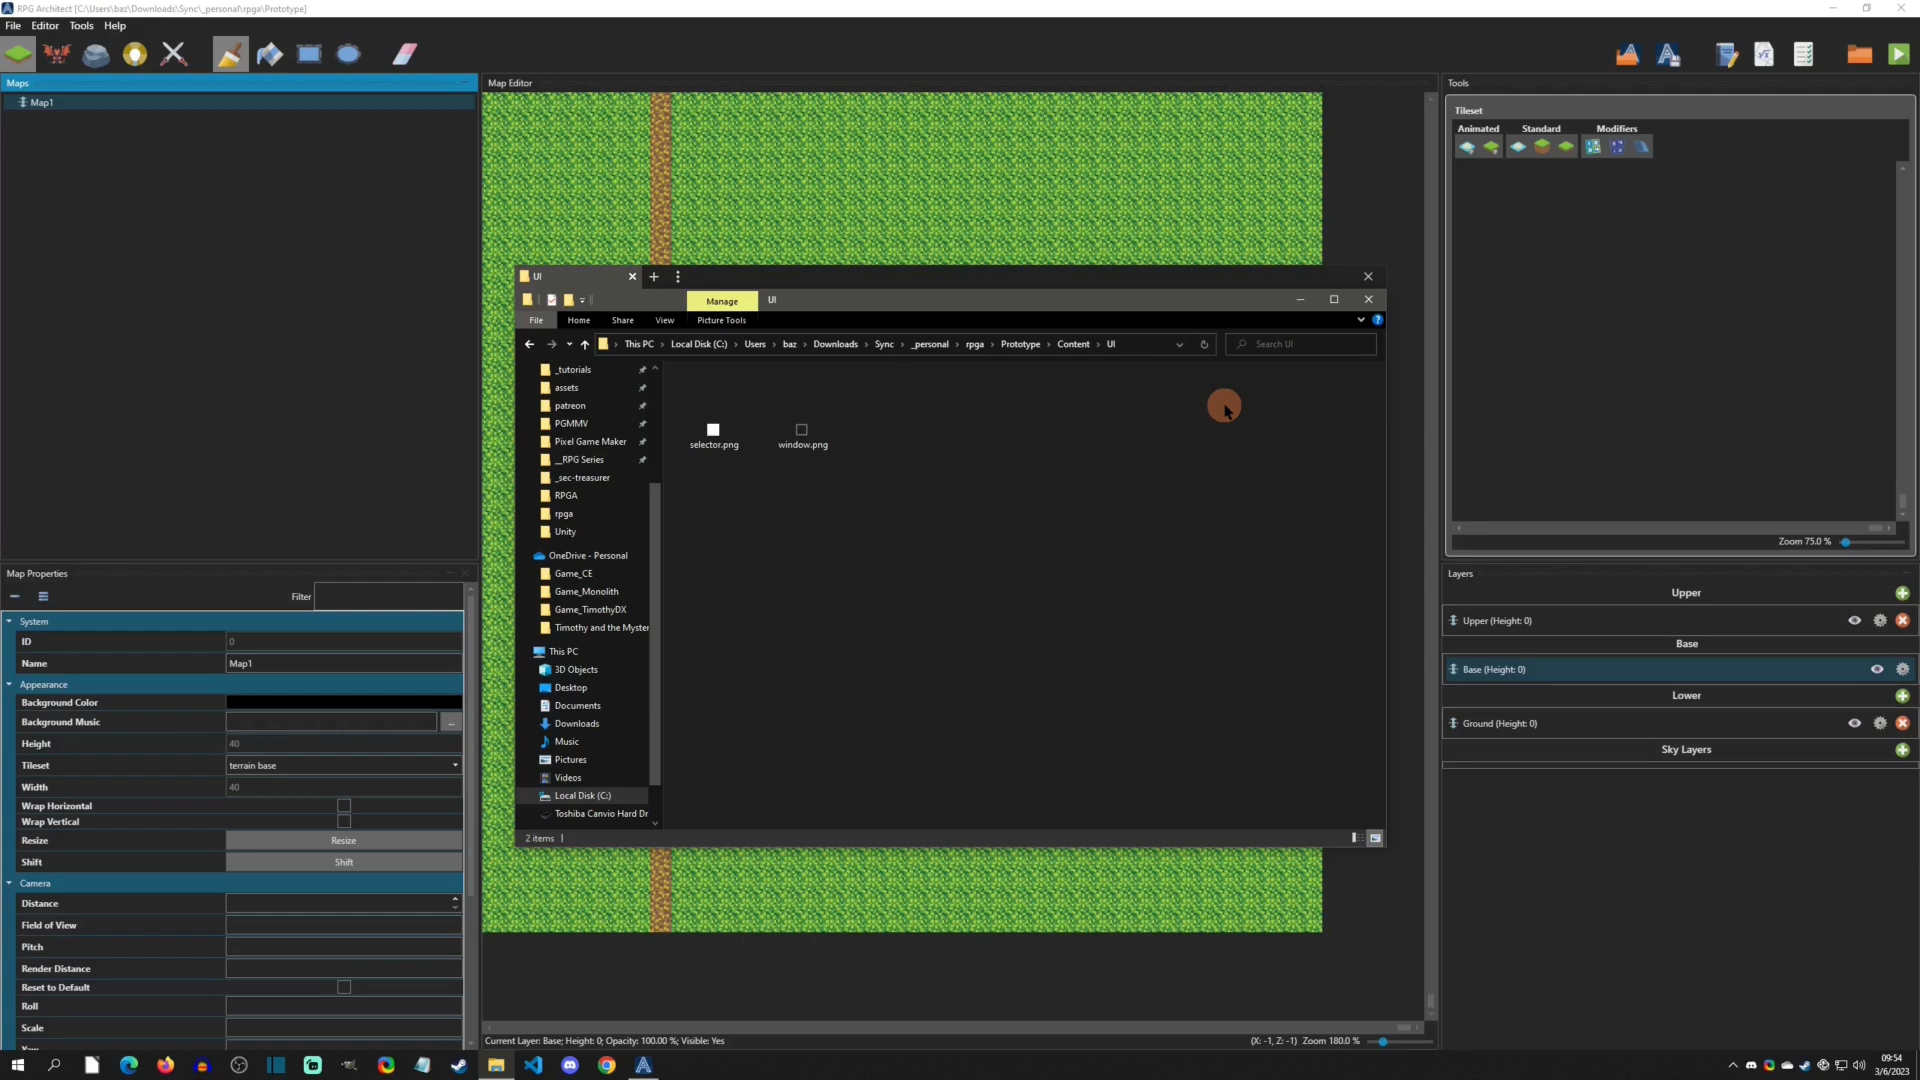 RPG Architect [C:\Users\baz\Downloads\Sync\_personal\rpga\Prototype]
File Editor Tools Help
Maps
Map1
Map Editor
Tools
Tileset
Animated Standard Modifiers
Zoom 75.0 %
UI
Manage UI
File Home Share View Picture Tools
This PC Local Disk (C:) Users baz Downloads Sync _personal rpga Prototype Content UI
Search UI
_tutorials
assets
patreon
PGMMV
Pixel Game Maker
__RPG Series
_sec-treasurer
RPGA
rpga
Unity
OneDrive - Personal
Game_CE
Game_Monolith
Game_TimothyDX
Timothy and the Myster
This PC
3D Objects
Desktop
Documents
Downloads
Music
Pictures
Videos
Local Disk (C:)
Toshiba Canvio Hard Dr
selector.png window.png
2 items
Map Properties
Filter
System
ID 0
Name Map1
Appearance
Background Color
Background Music ...
Height 40
Tileset terrain base
Width 40
Wrap Horizontal
Wrap Vertical
Resize Resize
Shift Shift
Camera
Distance
Field of View
Pitch
Render Distance
Reset to Default
Roll
Scale
Layers
Upper
Upper (Height: 0)
Base
Base (Height: 0)
Lower
Ground (Height: 0)
Sky Layers
Current Layer: Base; Height: 0; Opacity: 100.00 %; Visible: Yes
(X: -1, Z: -1) Zoom 180.0 %
09:54
3/6/2023